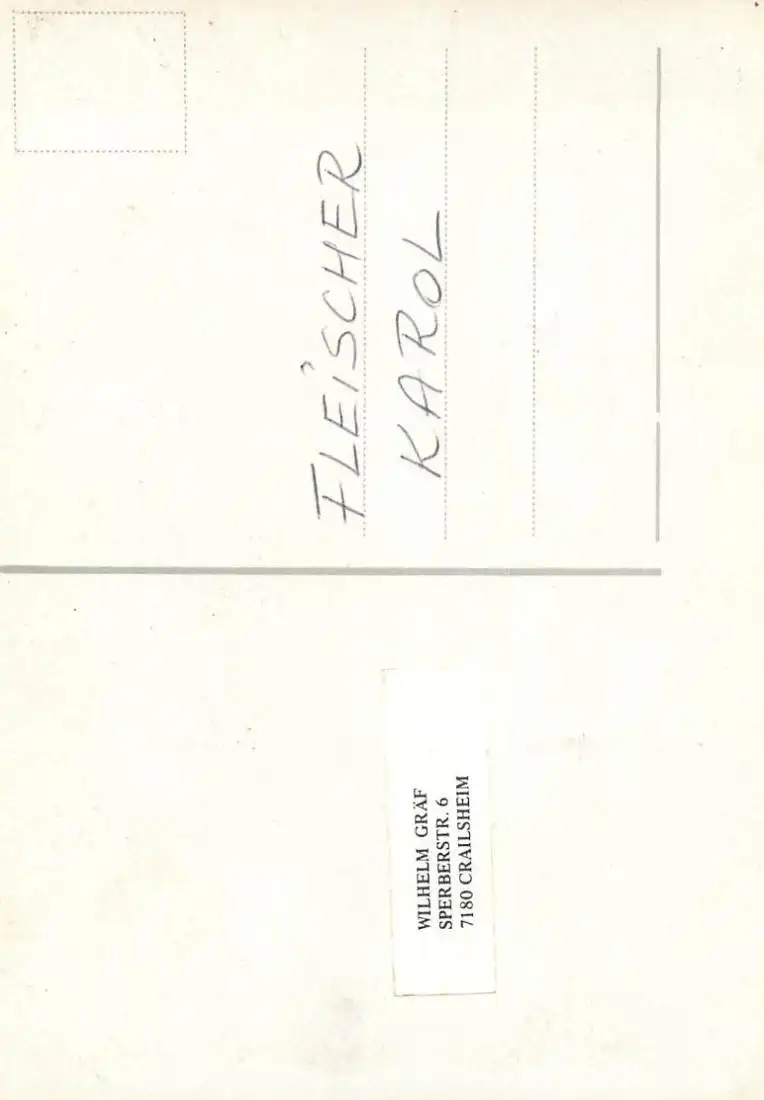 FLEiSCHER
KAROL
WILHELM GRÄF
SPERBERSTR. 6
7180 CRAILSHEIM